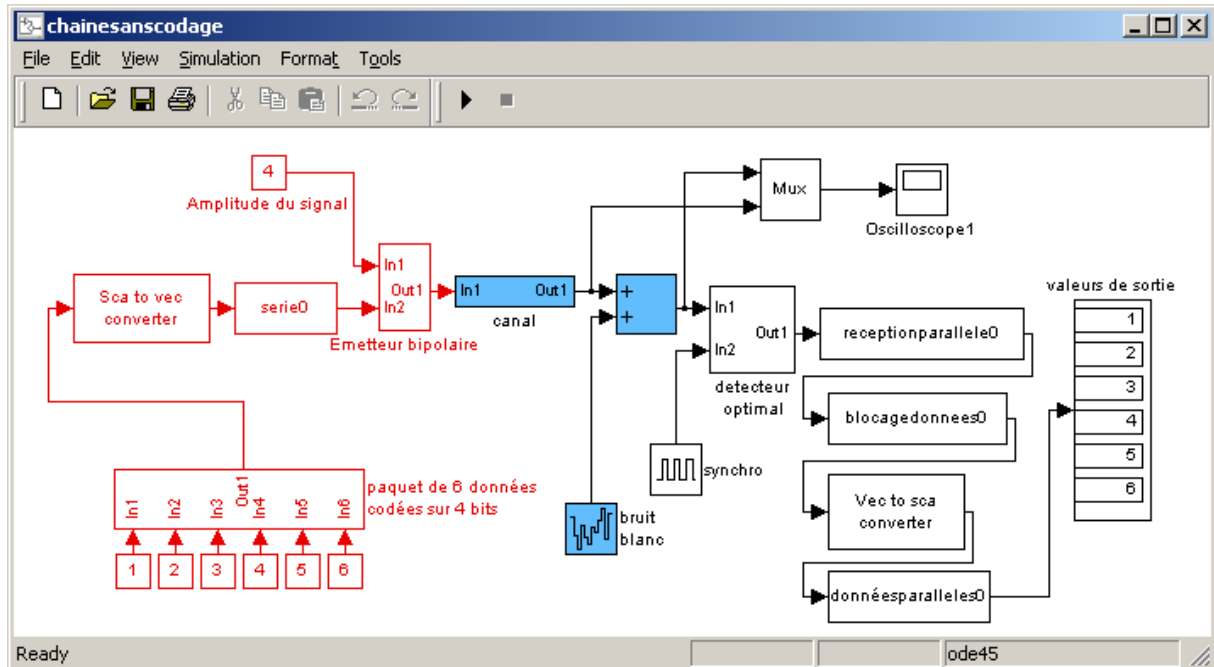 chainesanscodage
File Edit View Simulation Format Tools
4
Amplitude du signal
Mux
Oscilloscope1
Sca to vec
converter
serie0
In1
In2
Out1
Emetteur bipolaire
In1 Out1
canal
+
+
In1
In2
Out1
detecteur
optimal
synchro
bruit
blanc
receptionparallele0
blocagedonnees0
Vec to sca
converter
donnéesparalleles0
valeurs de sortie
1
2
3
4
5
6
In1 In2 In3 Out1 In4 In5 In6
paquet de 6 données
codées sur 4 bits
1 2 3 4 5 6
Ready ode45